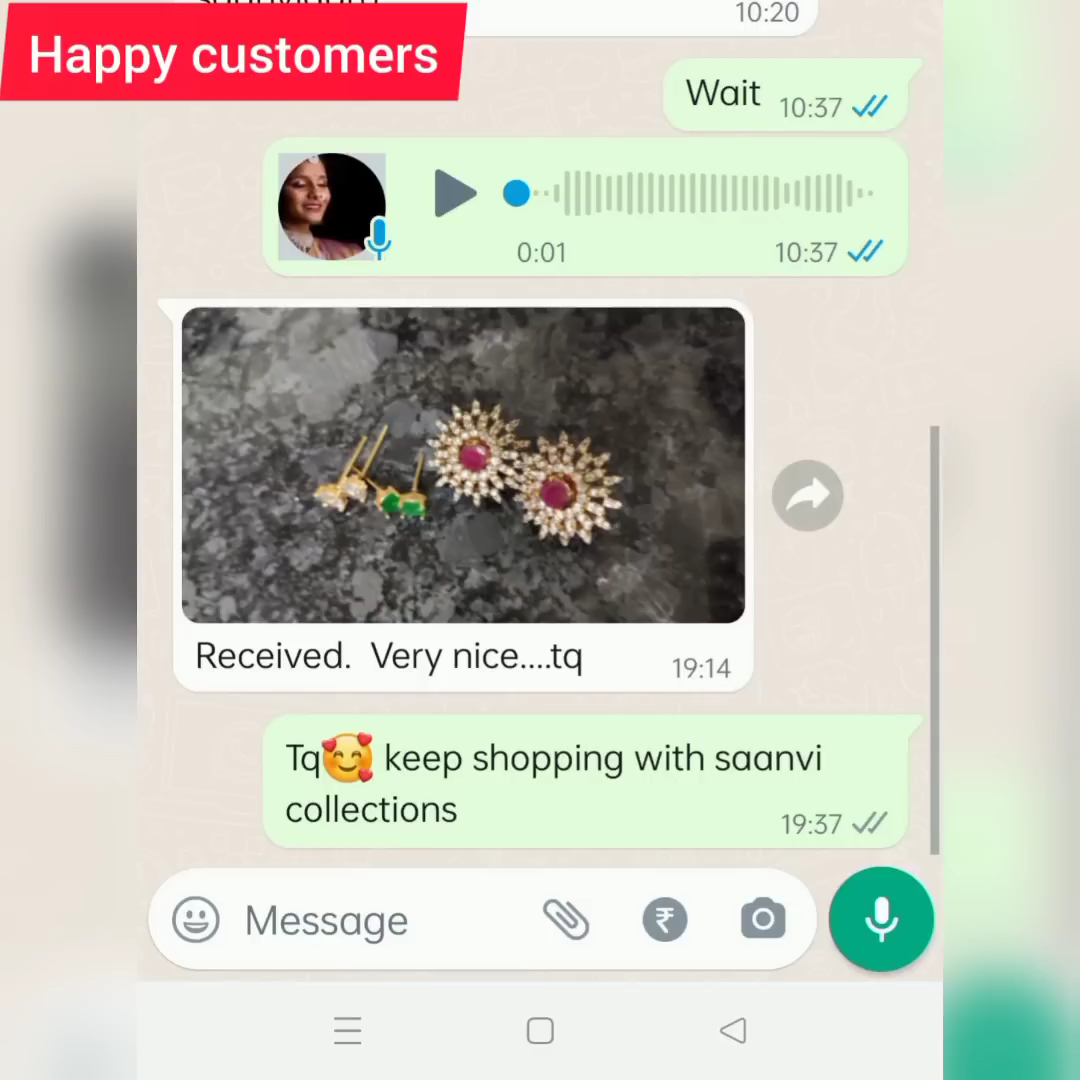 10:20
Happy customers
Wait 10:37
0:01 10:37
Received. Very nice....tq 19:14
Tq🥰 keep shopping with saanvi
collections 19:37
Message